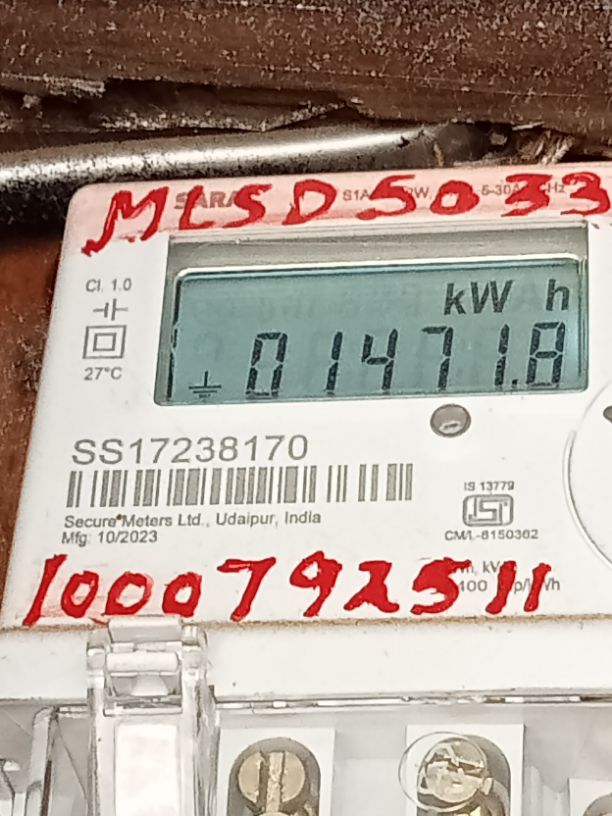 MLSD5033
kW h
01471.8
Cl. 1.0
27°C
SS17238170
Secure Meters Ltd., Udaipur, India
Mfg: 10/2023
IS 13779
CM/L-8150362
1000792511